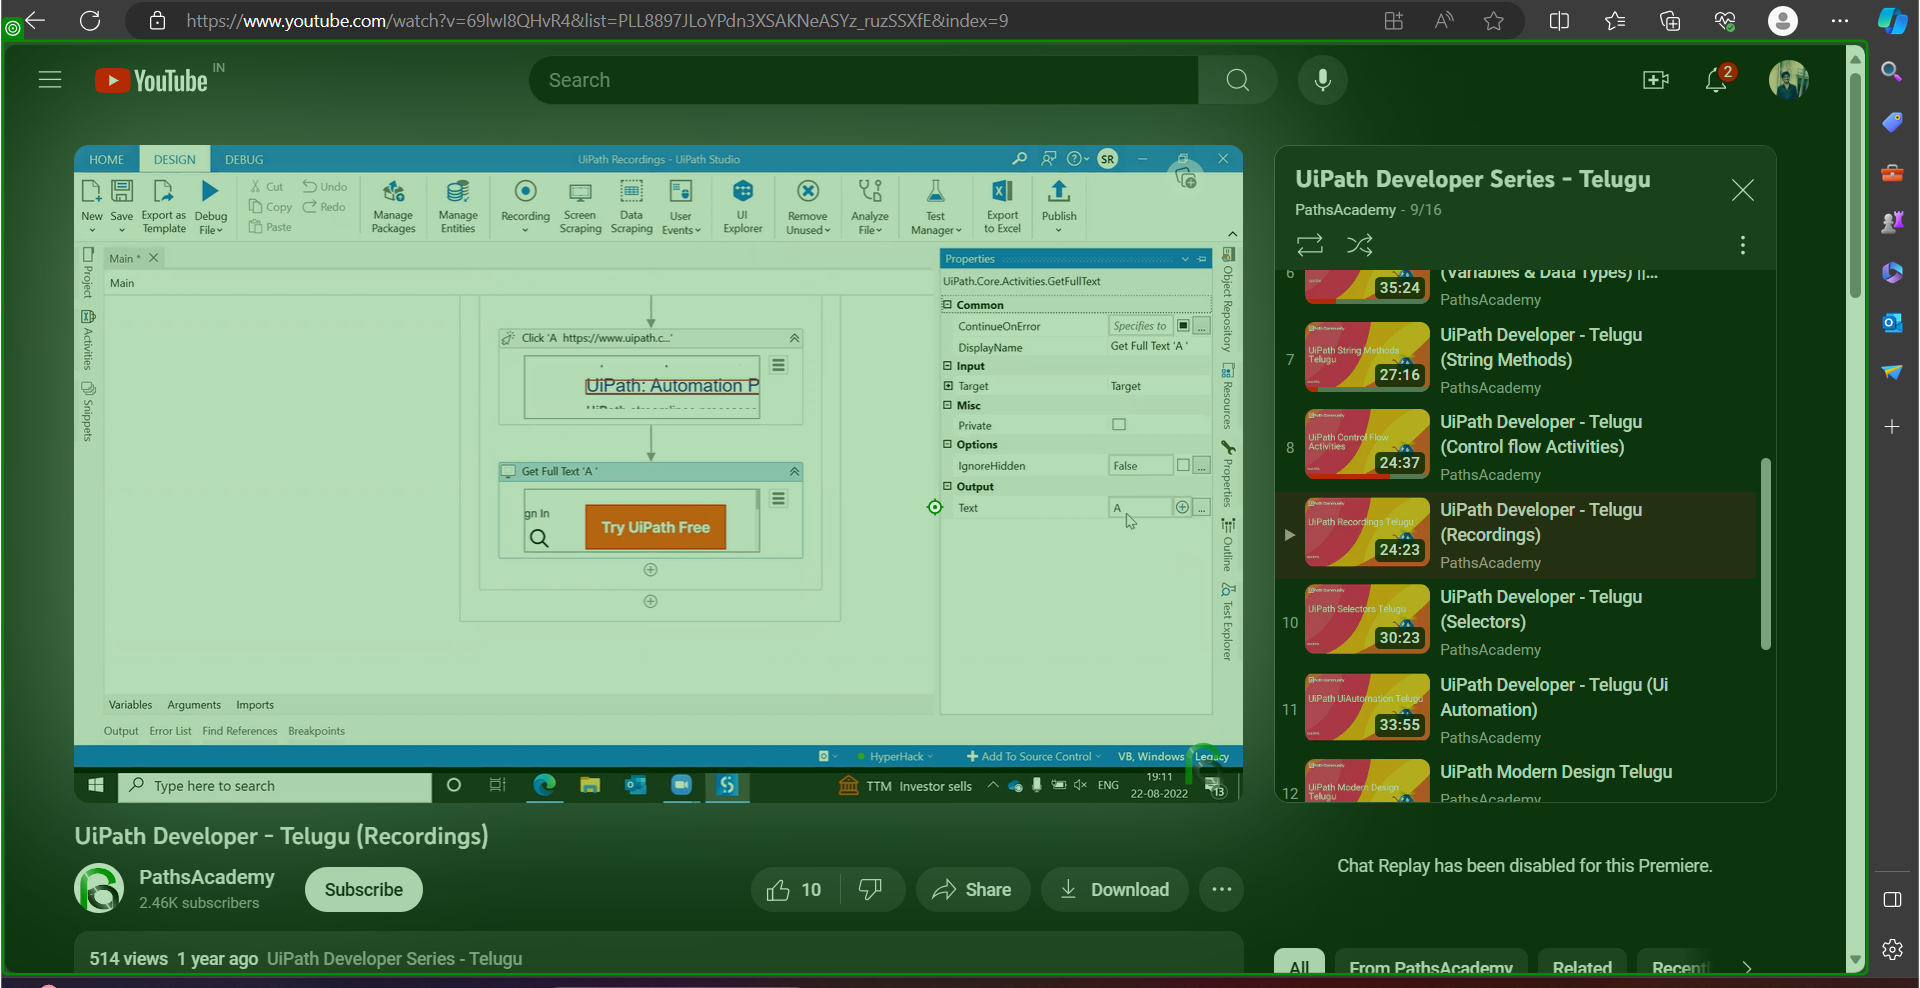 https://www.youtube.com/watch?v=69lwI8QHvR4&list=PLL8897JLoYPdn3XSAKNeASYz_ruzSSXfE&index=9
YouTube IN
Search
2
HOME DESIGN DEBUG
UiPath Recordings - UiPath Studio
SR
New
Save
Export as Template
Debug File
Cut
Copy
Paste
Undo
Redo
Manage Packages
Manage Entities
Recording
Screen Scraping
Data Scraping
User Events
UI Explorer
Remove Unused
Analyze File
Test Manager
Export to Excel
Publish
Project
Activities
Snippets
Main *
Main
Click 'A https://www.uipath.c...'
UiPath: Automation P
Get Full Text 'A '
gn In
Try UiPath Free
Variables Arguments Imports
Output Error List Find References Breakpoints
Properties
UiPath.Core.Activities.GetFullText
Common
ContinueOnError Specifies to ...
DisplayName Get Full Text 'A '
Input
Target Target
Misc
Private
Options
IgnoreHidden False ...
Output
Text A ...
Object Repository
Resources
Properties
Outline
Test Explorer
HyperHack
Add To Source Control
VB, Windows - Legacy
Type here to search
TTM Investor sells
ENG
19:11
22-08-2022
13
UiPath Developer Series - Telugu
PathsAcademy - 9/16
6
35:24
(Variables & Data Types) ||...
PathsAcademy
7
UiPath String Methods Telugu
27:16
UiPath Developer - Telugu
(String Methods)
PathsAcademy
8
UiPath Control Flow Activities
24:37
UiPath Developer - Telugu
(Control flow Activities)
PathsAcademy
UiPath Recordings Telugu
24:23
UiPath Developer - Telugu
(Recordings)
PathsAcademy
10
UiPath Selectors Telugu
30:23
UiPath Developer - Telugu
(Selectors)
PathsAcademy
11
UiPath UiAutomation Telugu
33:55
UiPath Developer - Telugu (Ui
Automation)
PathsAcademy
12
UiPath Modern Design
Telugu
UiPath Modern Design Telugu
PathsAcademy
UiPath Developer - Telugu (Recordings)
PathsAcademy
2.46K subscribers
Subscribe
10
Share
Download
514 views 1 year ago UiPath Developer Series - Telugu
Chat Replay has been disabled for this Premiere.
All
From PathsAcademy
Related
Recent